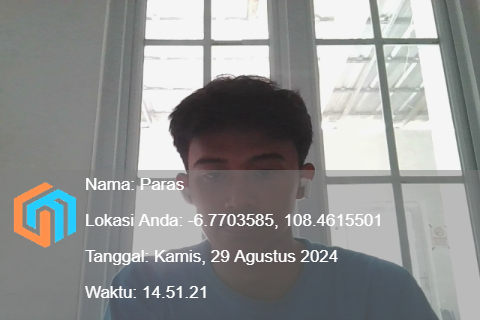 Nama: Paras
Lokasi Anda: -6.7703585, 108.4615501
Tanggal: Kamis, 29 Agustus 2024
Waktu: 14.51.21